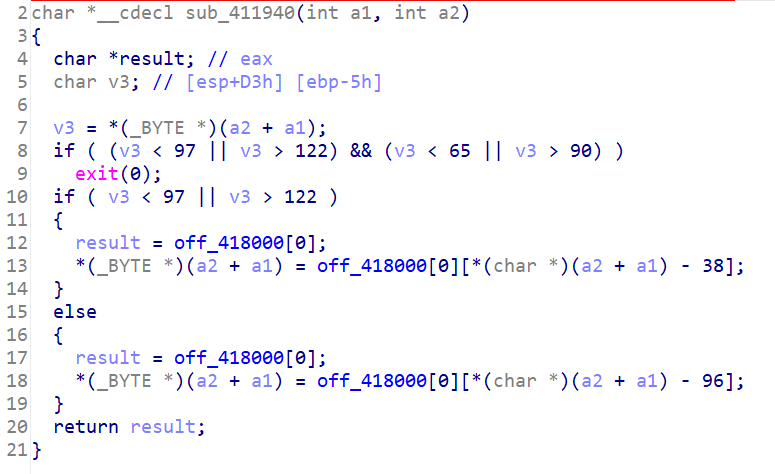 2 char *__cdecl sub_411940(int a1, int a2)
3 {
4   char *result; // eax
5   char v3; // [esp+D3h] [ebp-5h]
6
7   v3 = *(_BYTE *)(a2 + a1);
8   if ( (v3 < 97 || v3 > 122) && (v3 < 65 || v3 > 90) )
9     exit(0);
10   if ( v3 < 97 || v3 > 122 )
11   {
12     result = off_418000[0];
13     *(_BYTE *)(a2 + a1) = off_418000[0][*(char *)(a2 + a1) - 38];
14   }
15   else
16   {
17     result = off_418000[0];
18     *(_BYTE *)(a2 + a1) = off_418000[0][*(char *)(a2 + a1) - 96];
19   }
20   return result;
21 }